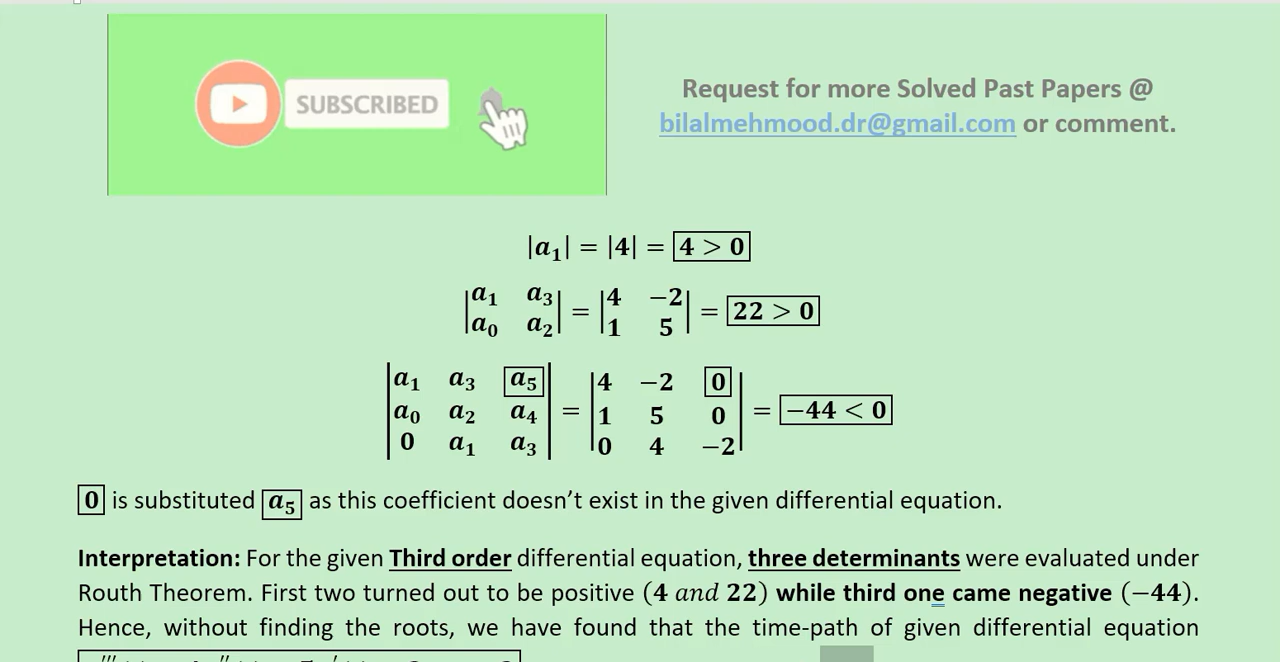 SUBSCRIBED
Request for more Solved Past Papers @
bilalmehmood.dr@gmail.com or comment.
|a₁| = |4| = 4 > 0
|a₁ a₃| = |4 −2| = 22 > 0
|a₀ a₂| |1 5|
|a₁ a₃ a₅| |4 −2 0|
|a₀ a₂ a₄| = |1 5 0| = −44 < 0
|0 a₁ a₃| |0 4 −2|
0 is substituted a₅ as this coefficient doesn’t exist in the given differential equation.
Interpretation: For the given Third order differential equation, three determinants were evaluated under
Routh Theorem. First two turned out to be positive (4 and 22) while third one came negative (−44).
Hence, without finding the roots, we have found that the time-path of given differential equation